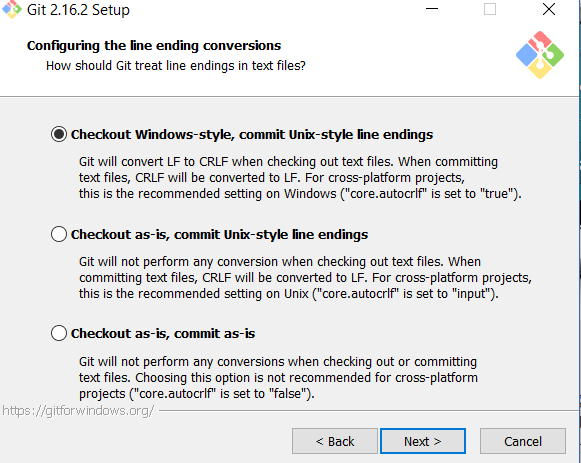 Git 2.16.2 Setup
Configuring the line ending conversions
How should Git treat line endings in text files?
Checkout Windows-style, commit Unix-style line endings
Git will convert LF to CRLF when checking out text files. When committing
text files, CRLF will be converted to LF. For cross-platform projects,
this is the recommended setting on Windows ("core.autocrlf" is set to "true").
Checkout as-is, commit Unix-style line endings
Git will not perform any conversion when checking out text files. When
committing text files, CRLF will be converted to LF. For cross-platform projects,
this is the recommended setting on Unix ("core.autocrlf" is set to "input").
Checkout as-is, commit as-is
Git will not perform any conversions when checking out or committing
text files. Choosing this option is not recommended for cross-platform
projects ("core.autocrlf" is set to "false").
https://gitforwindows.org/
< Back Next > Cancel